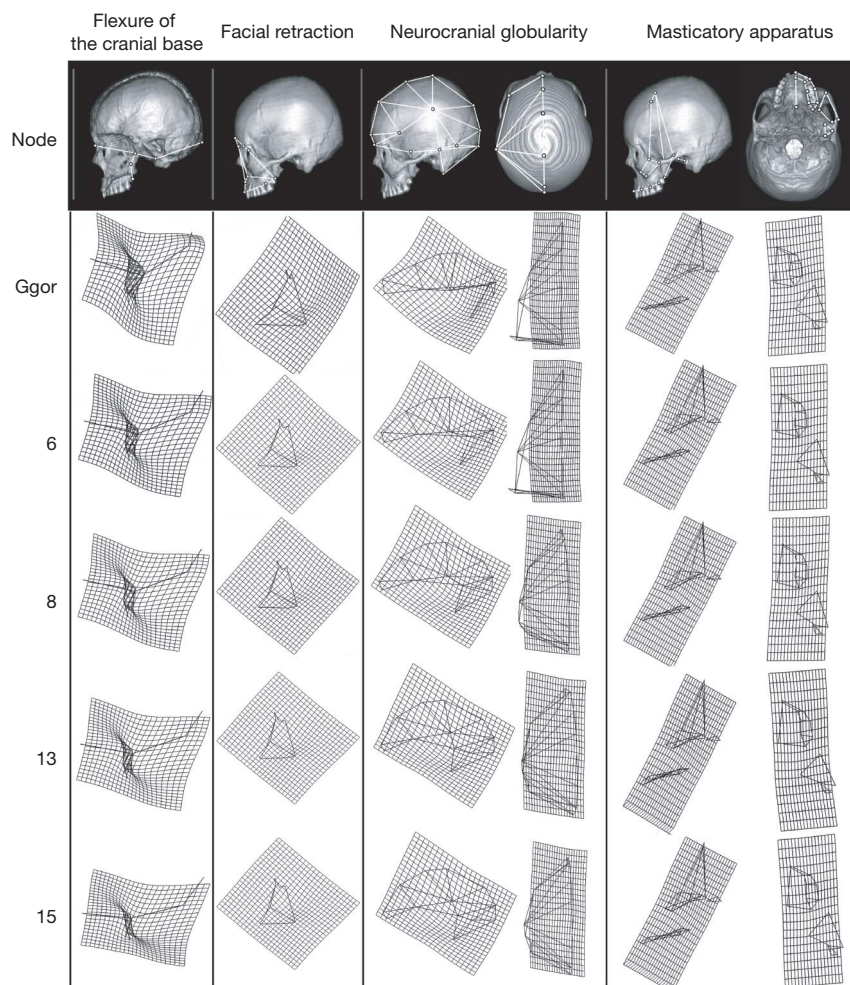 Flexure of
the cranial base
Facial retraction
Neurocranial globularity
Masticatory apparatus
Node
Ggor
6
8
13
15